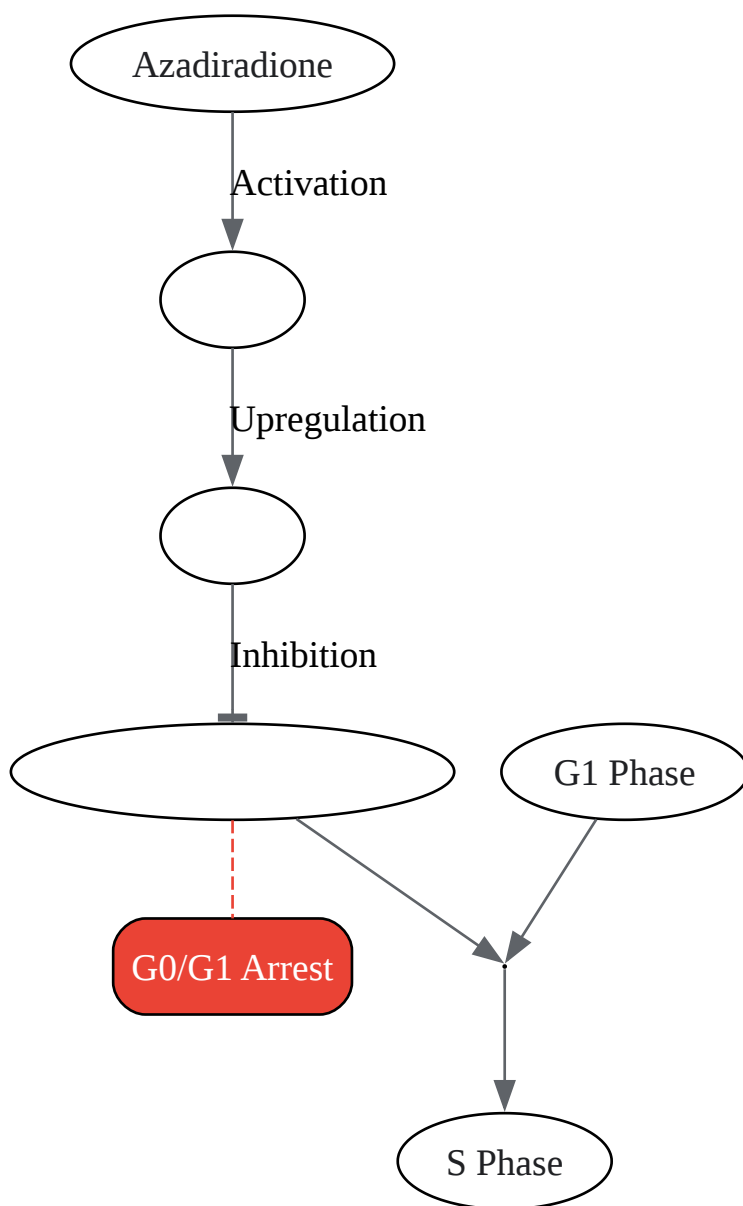 Azadiradione
Activation
Upregulation
Inhibition
G1 Phase
G0/G1 Arrest
S Phase